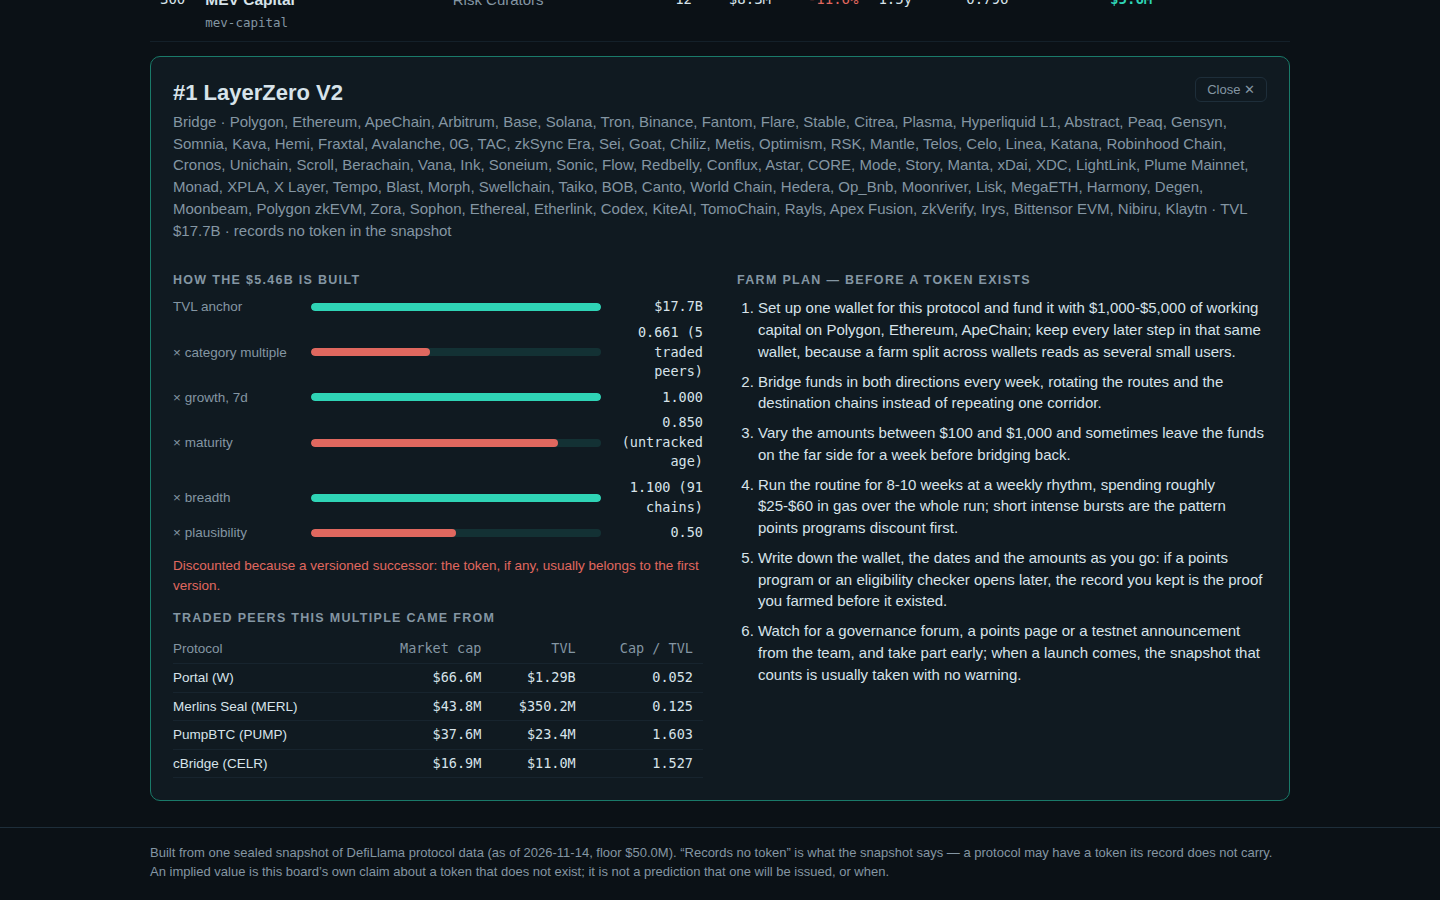 300 MEV Capital Risk Curators 12 $8.3M -11.6% 1.5y 0.796 $5.6M
mev-capital
#1 LayerZero V2
Close ✕
Bridge · Polygon, Ethereum, ApeChain, Arbitrum, Base, Solana, Tron, Binance, Fantom, Flare, Stable, Citrea, Plasma, Hyperliquid L1, Abstract, Peaq, Gensyn,
Somnia, Kava, Hemi, Fraxtal, Avalanche, 0G, TAC, zkSync Era, Sei, Goat, Chiliz, Metis, Optimism, RSK, Mantle, Telos, Celo, Linea, Katana, Robinhood Chain,
Cronos, Unichain, Scroll, Berachain, Vana, Ink, Soneium, Sonic, Flow, Redbelly, Conflux, Astar, CORE, Mode, Story, Manta, xDai, XDC, LightLink, Plume Mainnet,
Monad, XPLA, X Layer, Tempo, Blast, Morph, Swellchain, Taiko, BOB, Canto, World Chain, Hedera, Op_Bnb, Moonriver, Lisk, MegaETH, Harmony, Degen,
Moonbeam, Polygon zkEVM, Zora, Sophon, Ethereal, Etherlink, Codex, KiteAI, TomoChain, Rayls, Apex Fusion, zkVerify, Irys, Bittensor EVM, Nibiru, Klaytn · TVL
$17.7B · records no token in the snapshot
HOW THE $5.46B IS BUILT
TVL anchor $17.7B
× category multiple 0.661 (5
traded
peers)
× growth, 7d 1.000
× maturity 0.850
(untracked
age)
× breadth 1.100 (91
chains)
× plausibility 0.50
Discounted because a versioned successor: the token, if any, usually belongs to the first
version.
TRADED PEERS THIS MULTIPLE CAME FROM
Protocol Market cap TVL Cap / TVL
Portal (W) $66.6M $1.29B 0.052
Merlins Seal (MERL) $43.8M $350.2M 0.125
PumpBTC (PUMP) $37.6M $23.4M 1.603
cBridge (CELR) $16.9M $11.0M 1.527
FARM PLAN — BEFORE A TOKEN EXISTS
1. Set up one wallet for this protocol and fund it with $1,000-$5,000 of working
capital on Polygon, Ethereum, ApeChain; keep every later step in that same
wallet, because a farm split across wallets reads as several small users.
2. Bridge funds in both directions every week, rotating the routes and the
destination chains instead of repeating one corridor.
3. Vary the amounts between $100 and $1,000 and sometimes leave the funds
on the far side for a week before bridging back.
4. Run the routine for 8-10 weeks at a weekly rhythm, spending roughly
$25-$60 in gas over the whole run; short intense bursts are the pattern
points programs discount first.
5. Write down the wallet, the dates and the amounts as you go: if a points
program or an eligibility checker opens later, the record you kept is the proof
you farmed before it existed.
6. Watch for a governance forum, a points page or a testnet announcement
from the team, and take part early; when a launch comes, the snapshot that
counts is usually taken with no warning.
Built from one sealed snapshot of DefiLlama protocol data (as of 2026-11-14, floor $50.0M). “Records no token” is what the snapshot says — a protocol may have a token its record does not carry.
An implied value is this board’s own claim about a token that does not exist; it is not a prediction that one will be issued, or when.